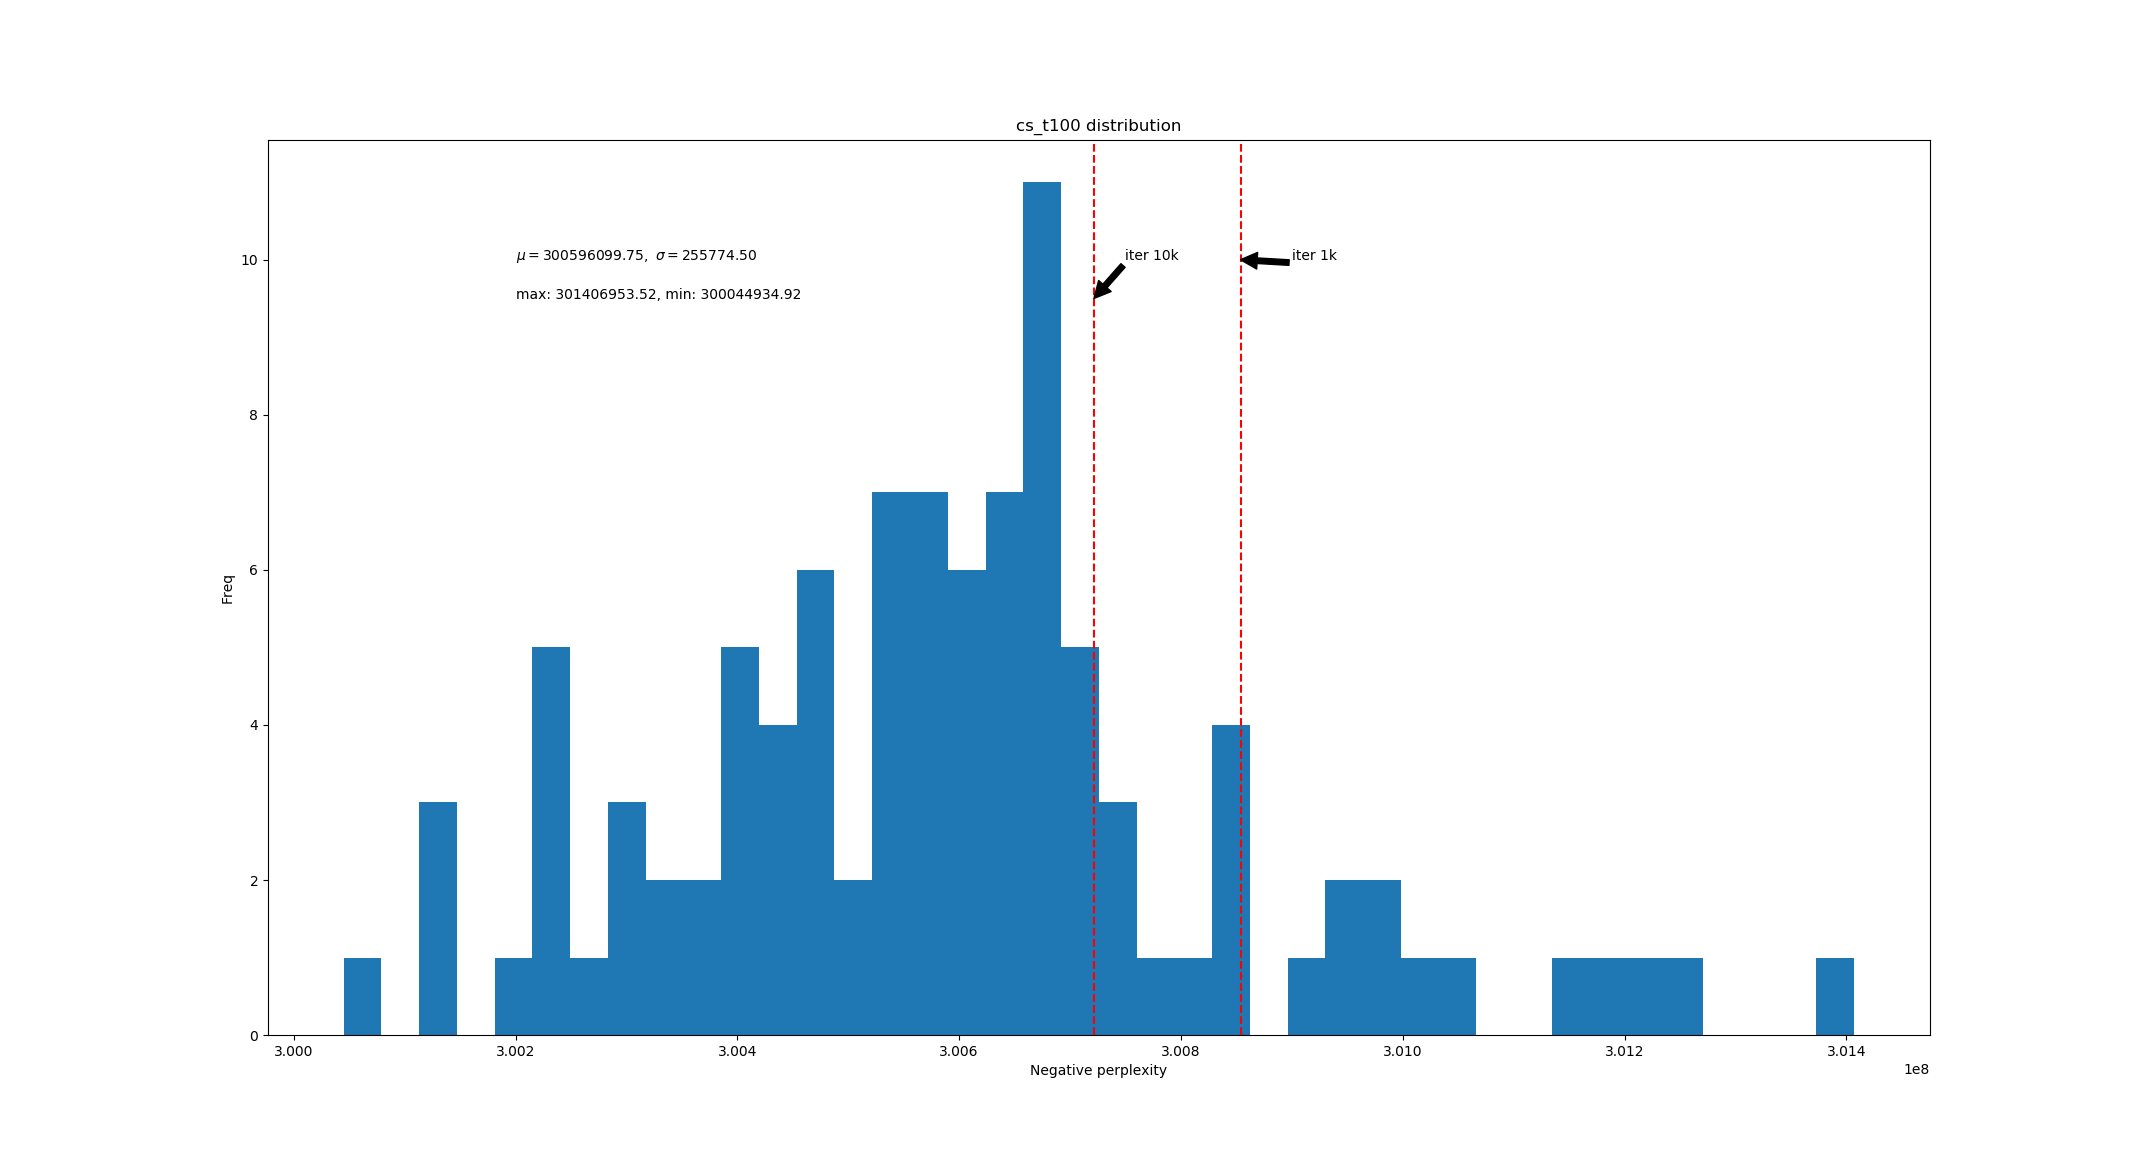 cs_t100 distribution
μ = 300596099.75, σ = 255774.50
max: 301406953.52, min: 300044934.92
iter 10k
iter 1k
Freq
10
8
6
4
2
0
3.000 3.002 3.004 3.006 3.008 3.010 3.012 3.014
1e8
Negative perplexity